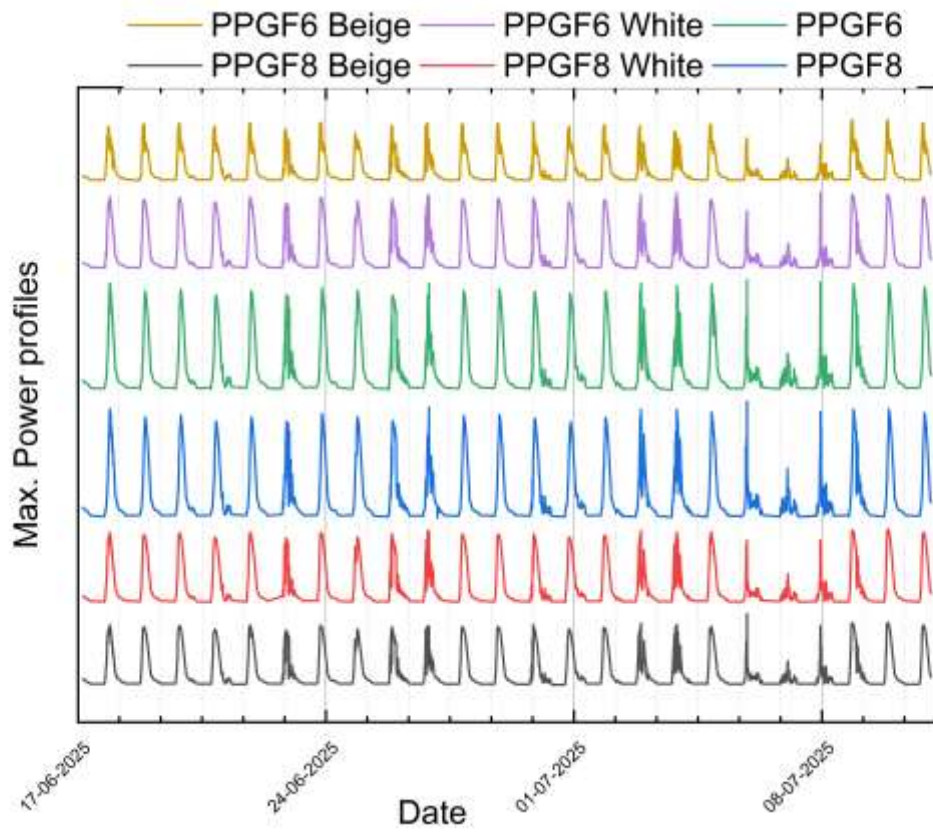 PPGF6 Beige PPGF6 White PPGF6
PPGF8 Beige PPGF8 White PPGF8
Max. Power profiles
17-06-2025
24-06-2025
01-07-2025
08-07-2025
Date